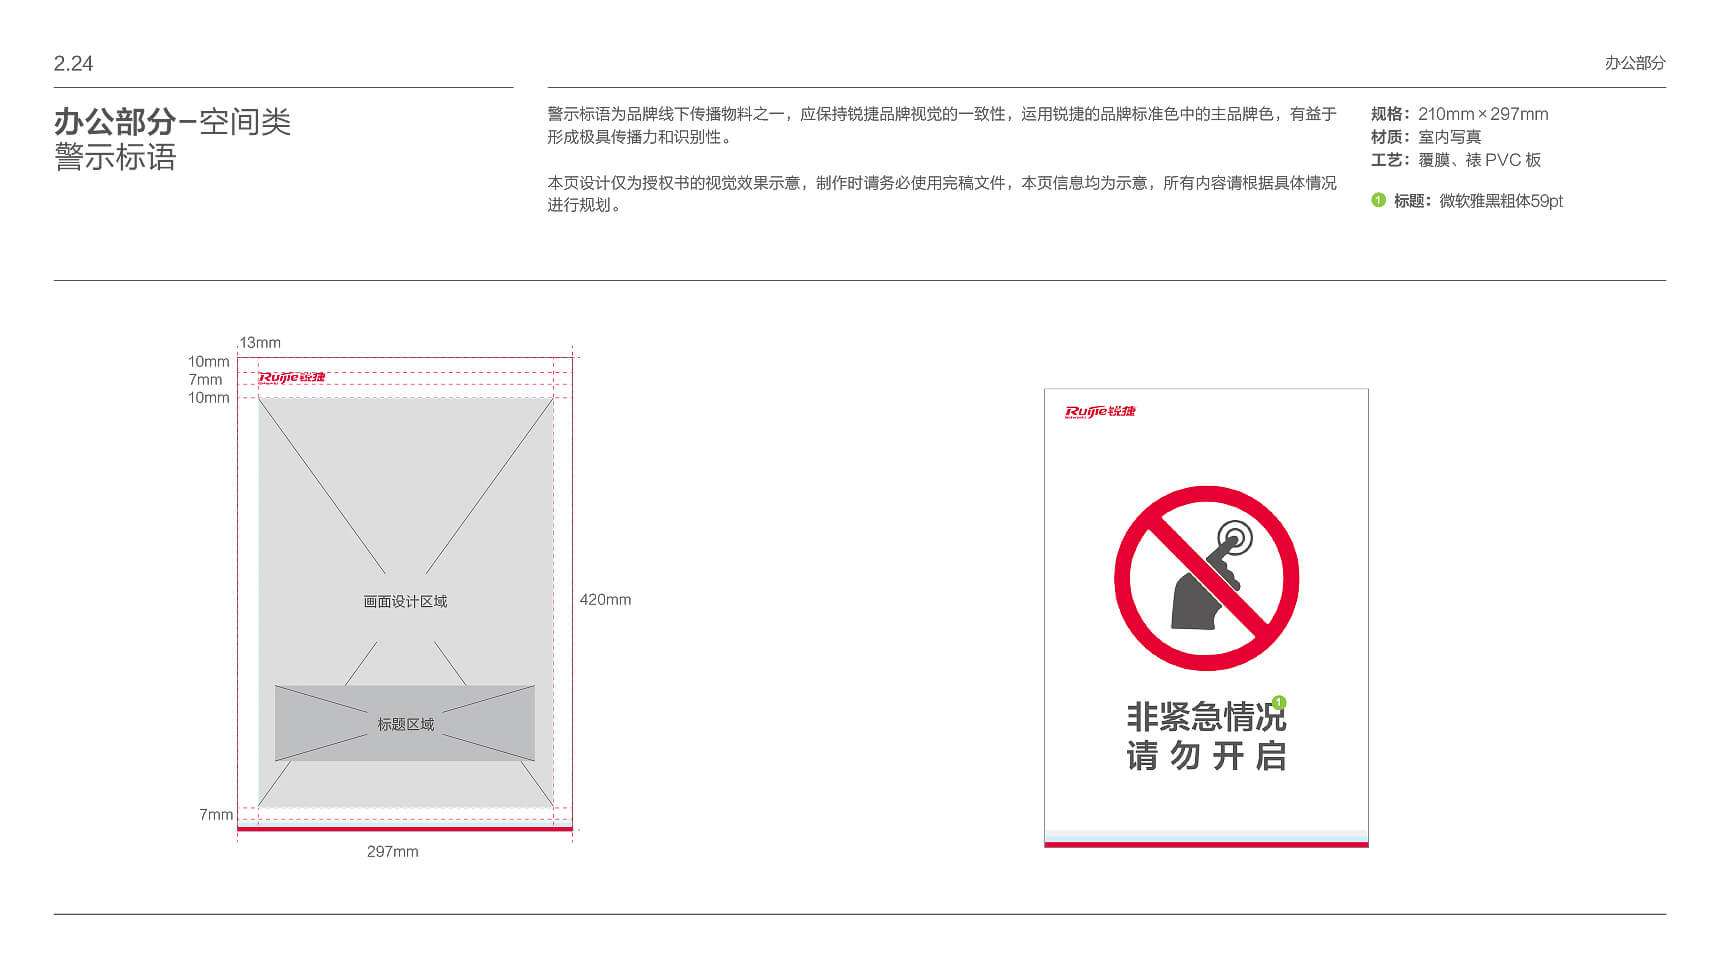 2.24
办公部分
办公部分–空间类
警示标语
警示标语为品牌线下传播物料之一，应保持锐捷品牌视觉的一致性，运用锐捷的品牌标准色中的主品牌色，有益于
形成极具传播力和识别性。
本页设计仅为授权书的视觉效果示意，制作时请务必使用完稿文件，本页信息均为示意，所有内容请根据具体情况
进行规划。
规格：210mm×297mm
材质：室内写真
工艺：覆膜、裱 PVC 板
1 标题：微软雅黑粗体59pt
13mm
10mm
7mm
10mm
Ruijie锐捷
画面设计区域
标题区域
420mm
7mm
297mm
Ruijie锐捷
1
非紧急情况
请勿开启